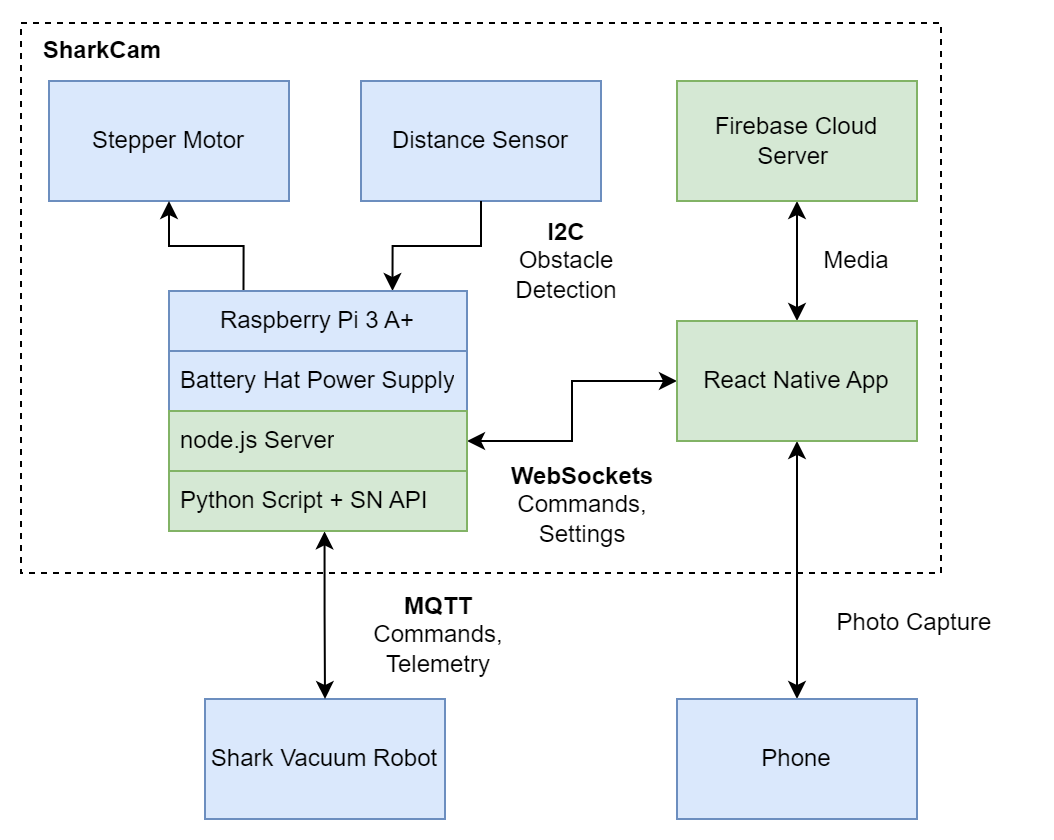 SharkCam
Stepper Motor
Distance Sensor
Firebase Cloud
Server
I2C
Obstacle
Detection
Media
Raspberry Pi 3 A+
Battery Hat Power Supply
node.js Server
Python Script + SN API
React Native App
WebSockets
Commands,
Settings
MQTT
Commands,
Telemetry
Photo Capture
Shark Vacuum Robot
Phone